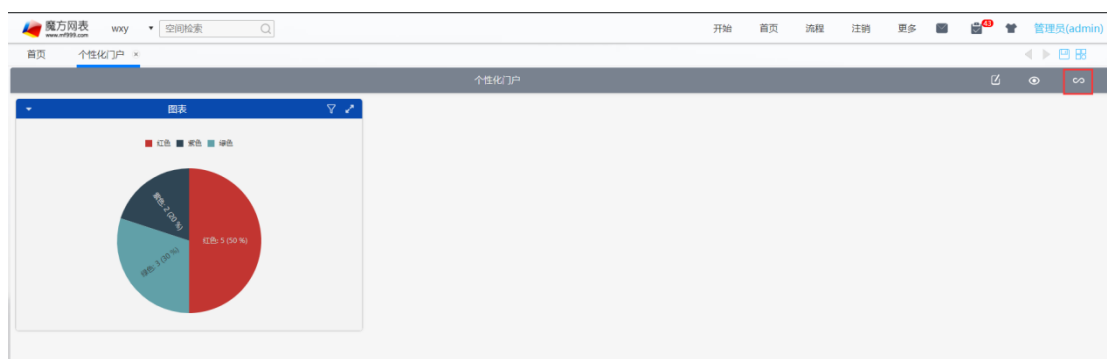 魔方网表 wxy 空间检索 开始 首页 流程 注销 更多 43 管理员(admin)
www.mf999.com
首页 个性化门户 ×
个性化门户
图表
红色 紫色 绿色
紫色: 2 (20 %)
红色: 5 (50 %)
绿色: 3 (30 %)